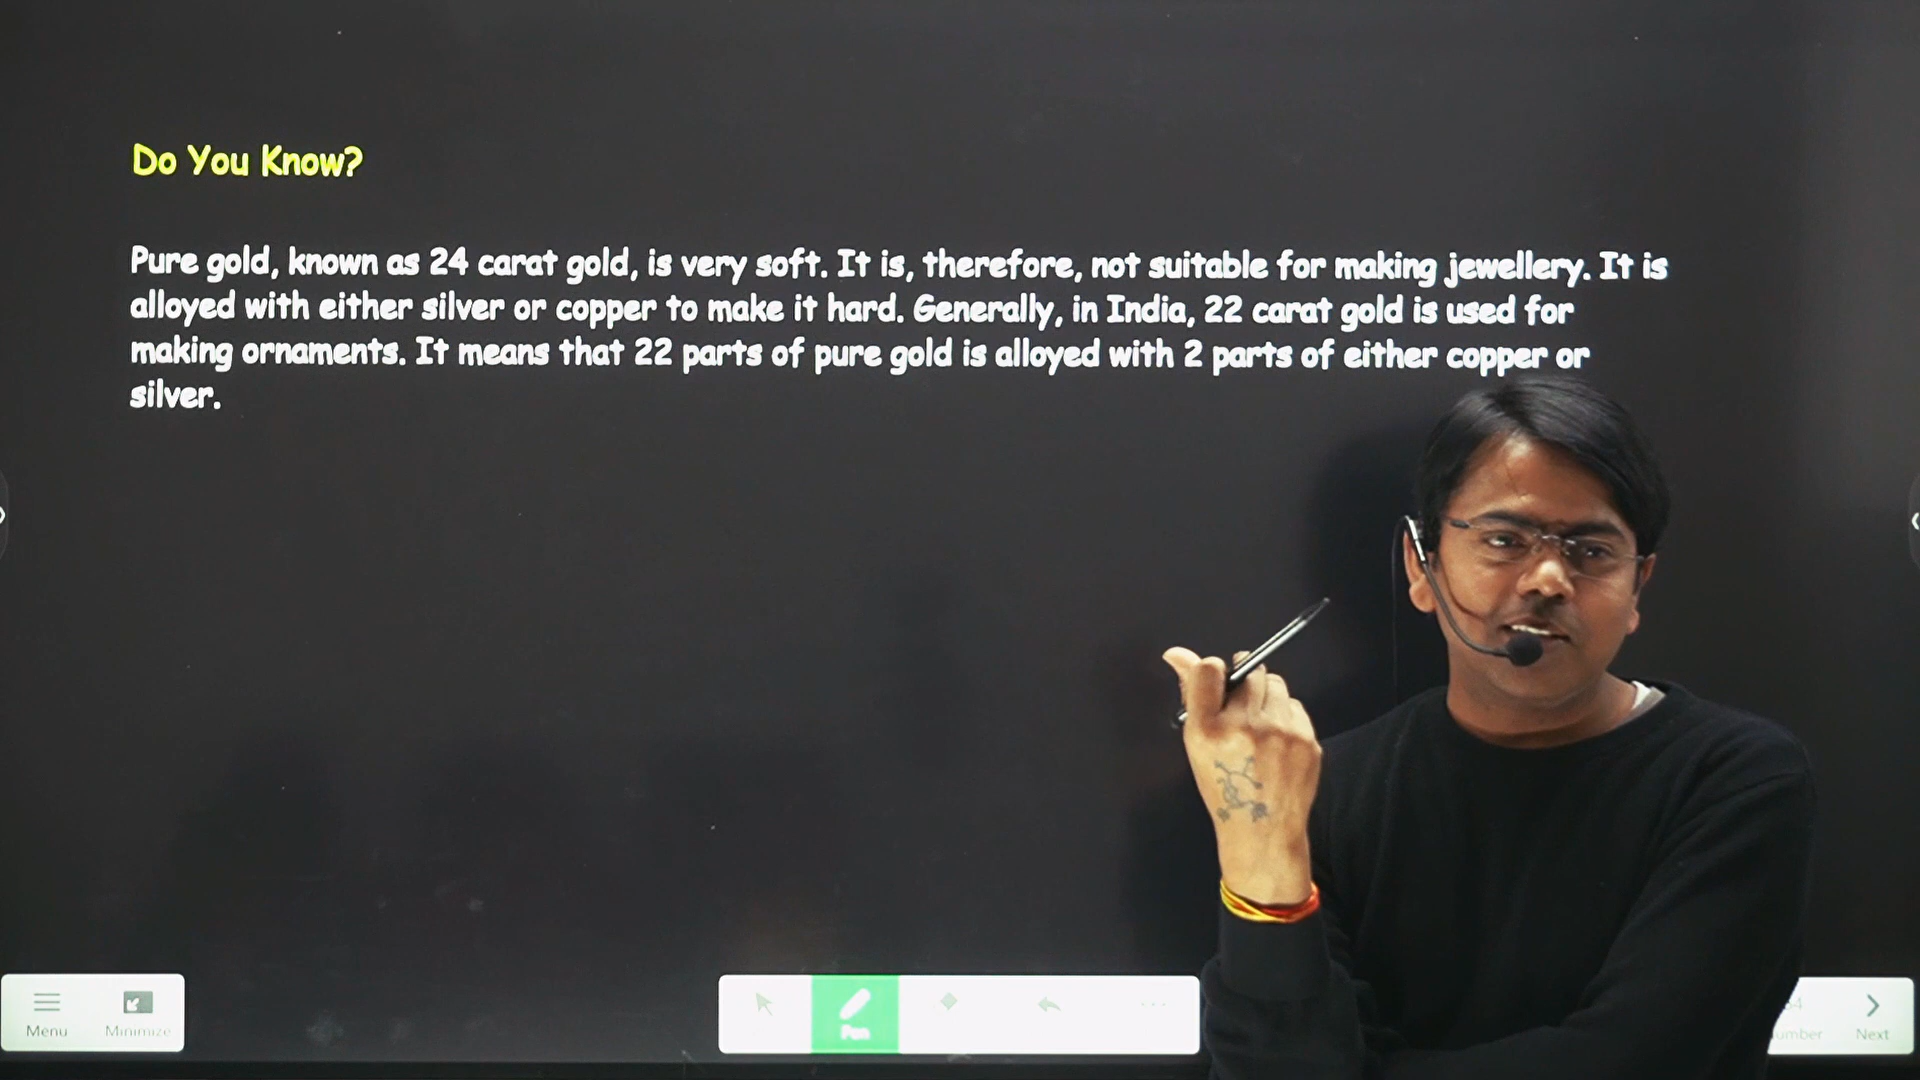 Do You Know?
Pure gold, known as 24 carat gold, is very soft. It is, therefore, not suitable for making jewellery. It is
alloyed with either silver or copper to make it hard. Generally, in India, 22 carat gold is used for
making ornaments. It means that 22 parts of pure gold is alloyed with 2 parts of either copper or
silver.
Menu
Minimize
Pen
Next